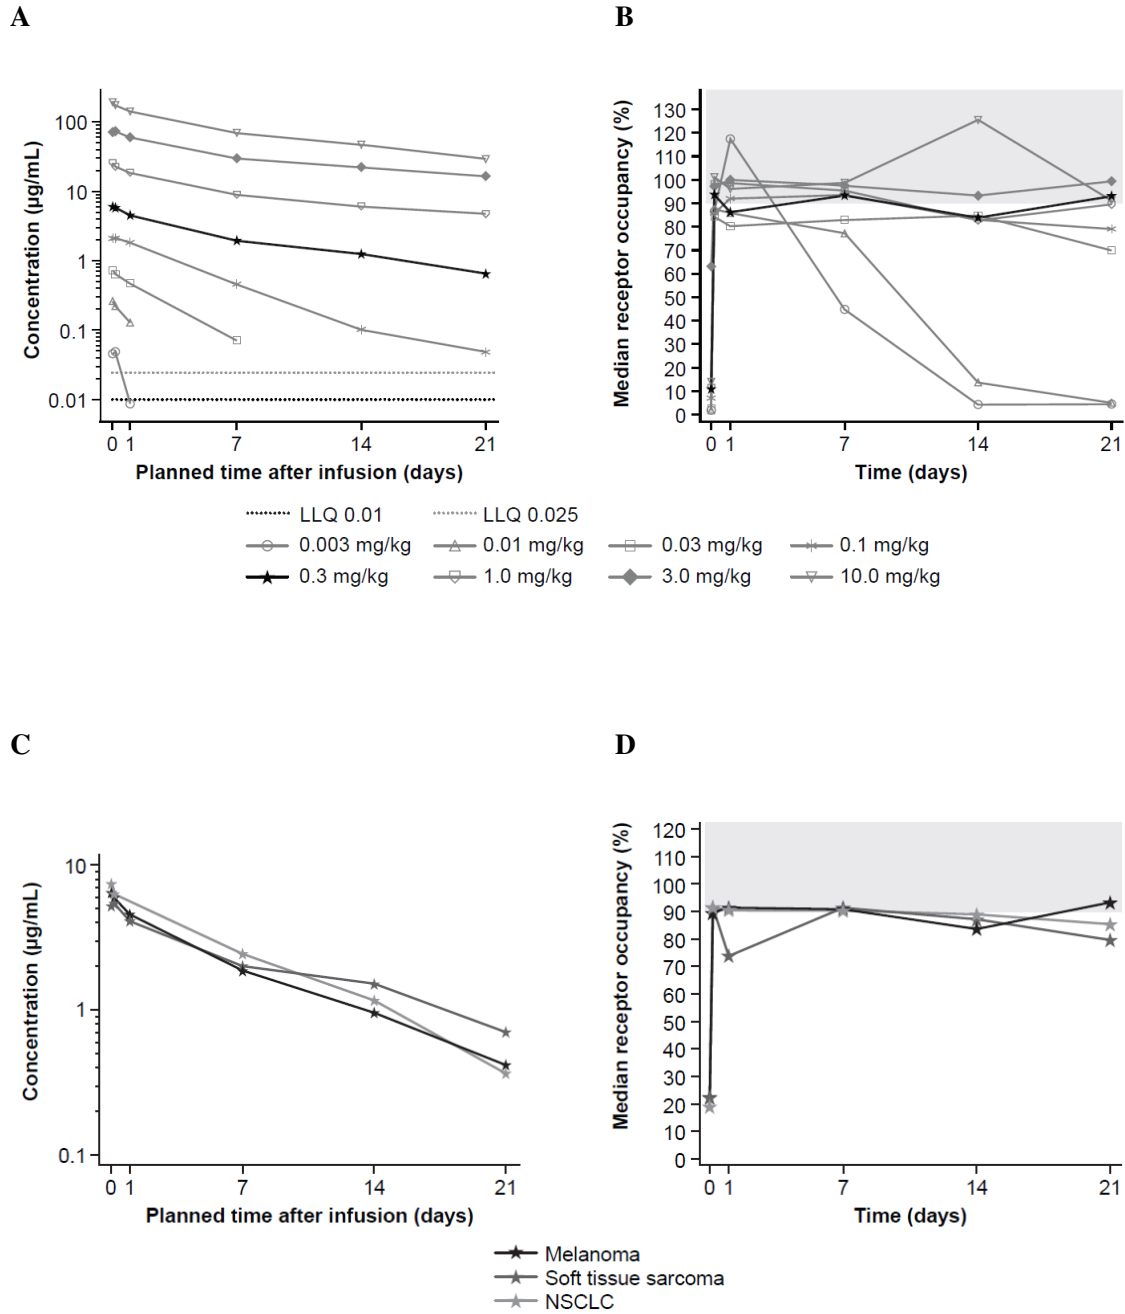 A
B
Concentration (µg/mL)
100
10
1
0.1
0.01
0 1 7 14 21
Planned time after infusion (days)
Median receptor occupancy (%)
130
120
110
100
90
80
70
60
50
40
30
20
10
0
0 1 7 14 21
Time (days)
LLQ 0.01 LLQ 0.025
0.003 mg/kg 0.01 mg/kg 0.03 mg/kg 0.1 mg/kg
0.3 mg/kg 1.0 mg/kg 3.0 mg/kg 10.0 mg/kg
C
D
Concentration (µg/mL)
10
1
0.1
0 1 7 14 21
Planned time after infusion (days)
Median receptor occupancy (%)
120
110
100
90
80
70
60
50
40
30
20
10
0
0 1 7 14 21
Time (days)
Melanoma
Soft tissue sarcoma
NSCLC